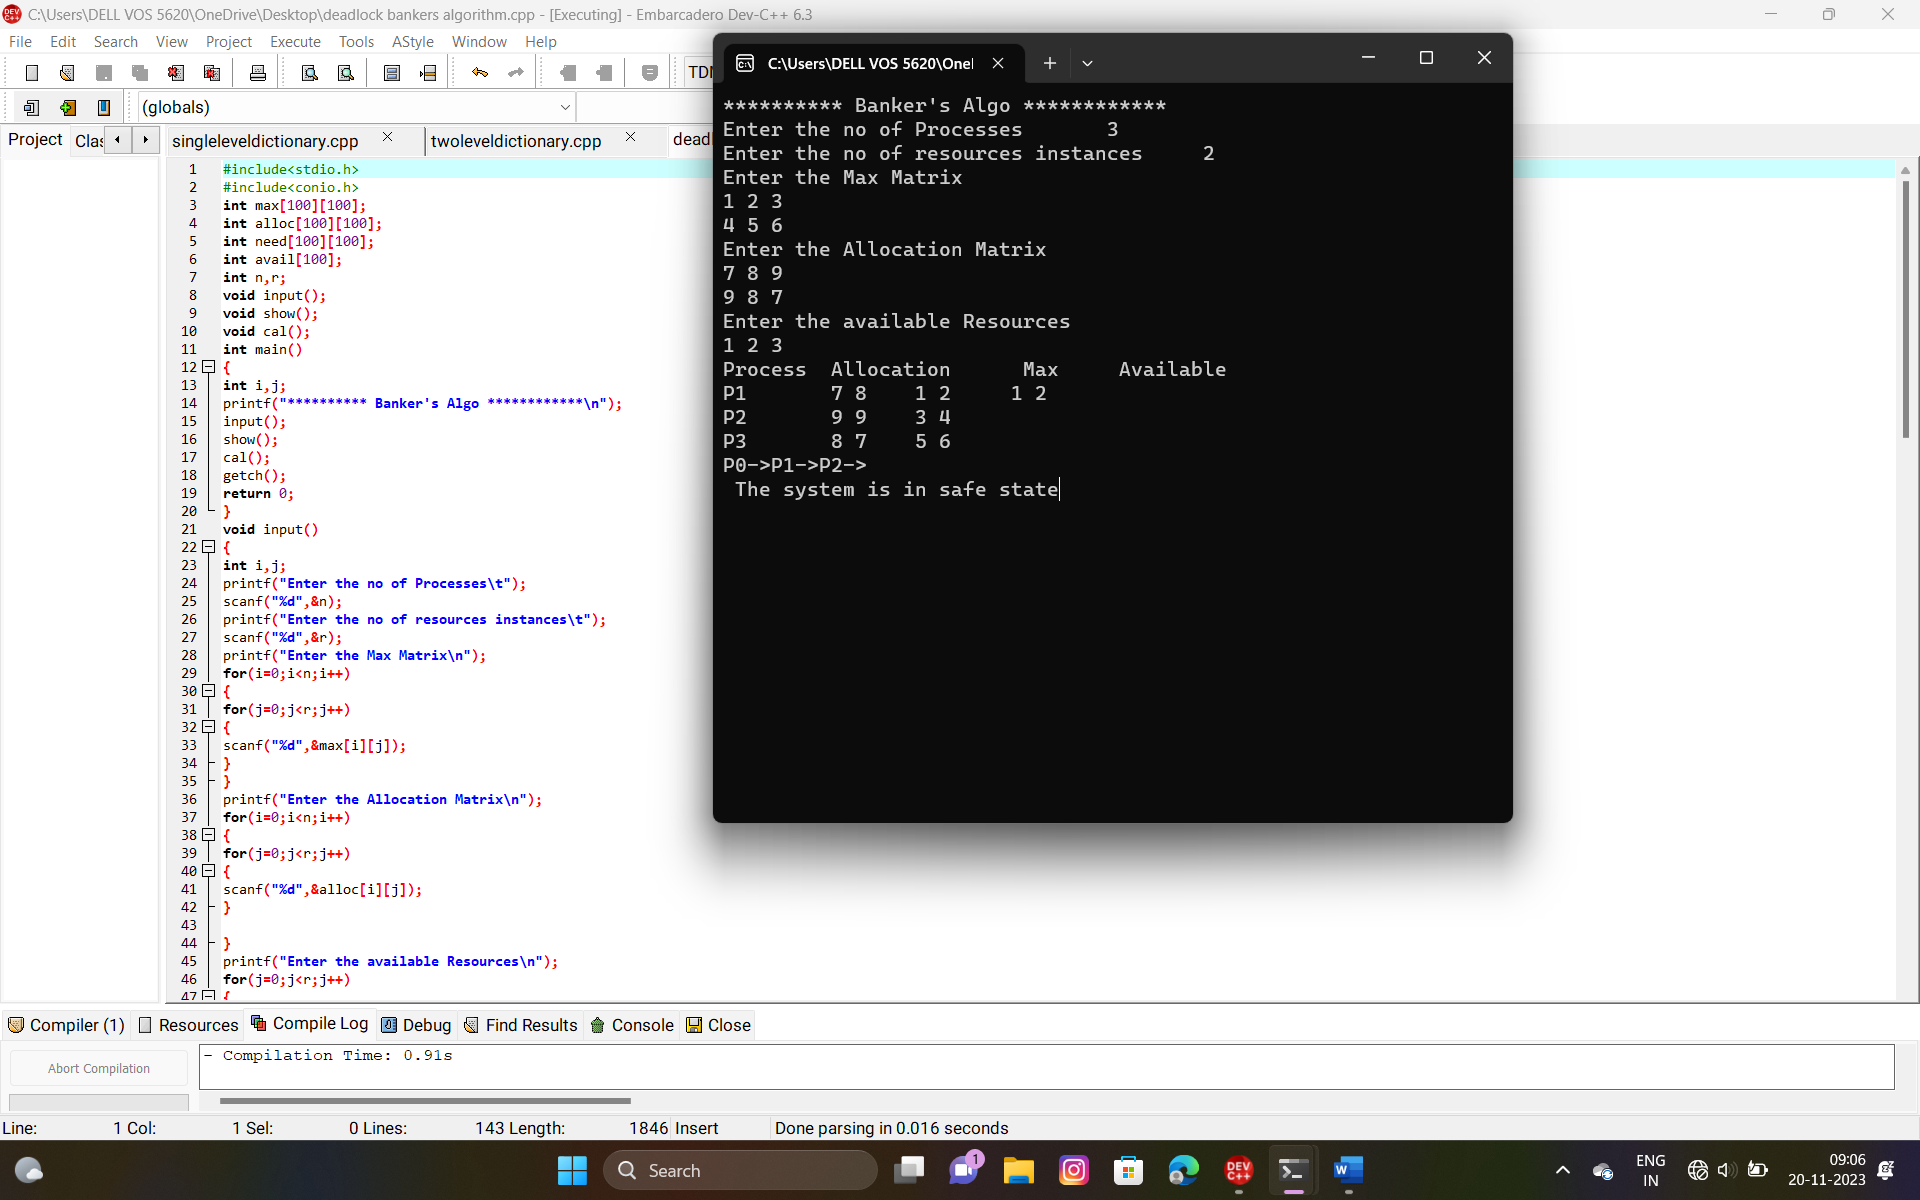 C:\Users\DELL VOS 5620\OneDrive\Desktop\deadlock bankers algorithm.cpp - [Executing] - Embarcadero Dev-C++ 6.3
File Edit Search View Project Execute Tools AStyle Window Help
TDM
(globals)
Project Clas singleleveldictionary.cpp twoleveldictionary.cpp deadl
1 #include<stdio.h>
2 #include<conio.h>
3 int max[100][100];
4 int alloc[100][100];
5 int need[100][100];
6 int avail[100];
7 int n,r;
8 void input();
9 void show();
10 void cal();
11 int main()
12 {
13 int i,j;
14 printf("********** Banker's Algo ************\n");
15 input();
16 show();
17 cal();
18 getch();
19 return 0;
20 }
21 void input()
22 {
23 int i,j;
24 printf("Enter the no of Processes\t");
25 scanf("%d",&n);
26 printf("Enter the no of resources instances\t");
27 scanf("%d",&r);
28 printf("Enter the Max Matrix\n");
29 for(i=0;i<n;i++)
30 {
31 for(j=0;j<r;j++)
32 {
33 scanf("%d",&max[i][j]);
34 }
35 }
36 printf("Enter the Allocation Matrix\n");
37 for(i=0;i<n;i++)
38 {
39 for(j=0;j<r;j++)
40 {
41 scanf("%d",&alloc[i][j]);
42 }
43
44 }
45 printf("Enter the available Resources\n");
46 for(j=0;j<r;j++)
47 {
C:\Users\DELL VOS 5620\Onel
********** Banker's Algo ************
Enter the no of Processes 3
Enter the no of resources instances 2
Enter the Max Matrix
1 2 3
4 5 6
Enter the Allocation Matrix
7 8 9
9 8 7
Enter the available Resources
1 2 3
Process Allocation Max Available
P1 7 8 1 2 1 2
P2 9 9 3 4
P3 8 7 5 6
P0->P1->P2->
The system is in safe state
Compiler (1) Resources Compile Log Debug Find Results Console Close
Abort Compilation
- Compilation Time: 0.91s
Line: 1 Col: 1 Sel: 0 Lines: 143 Length: 1846 Insert Done parsing in 0.016 seconds
Search
1
DEV C++
W
ENG
IN
09:06
20-11-2023